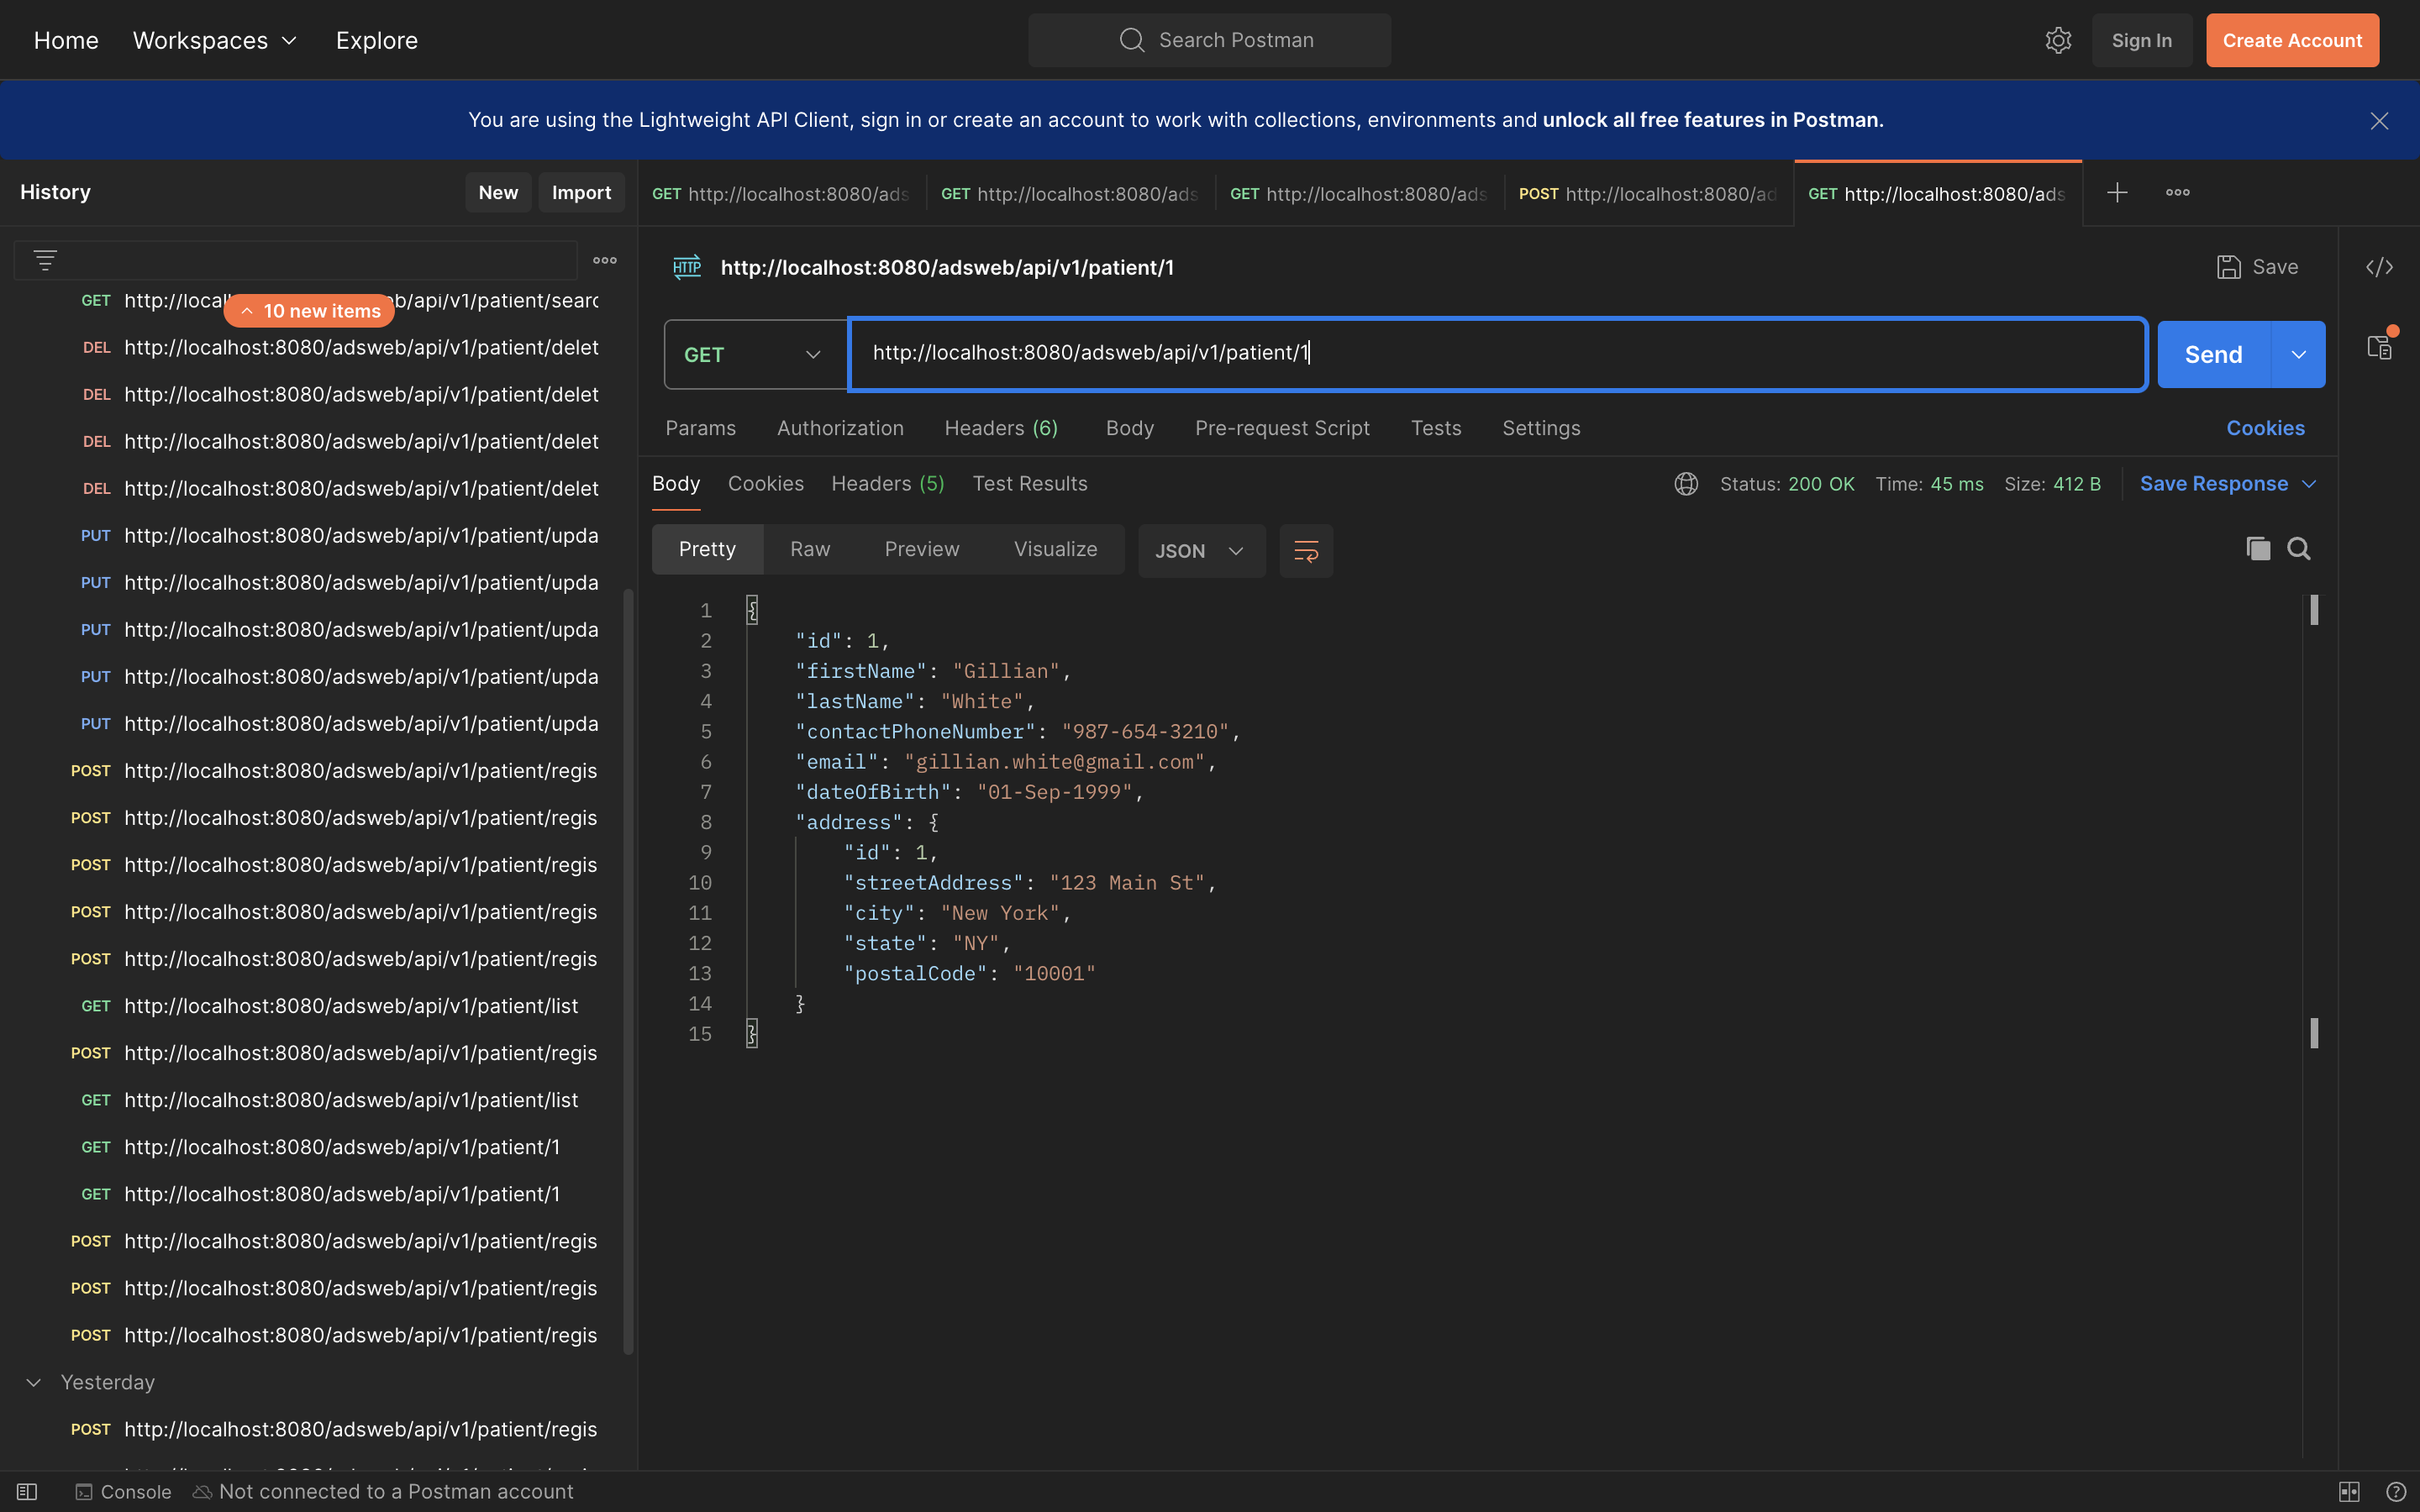 Home Workspaces Explore Search Postman Sign In Create Account
You are using the Lightweight API Client, sign in or create an account to work with collections, environments and unlock all free features in Postman.
History New Import
GET http://localhost:8080/ads GET http://localhost:8080/ads GET http://localhost:8080/ads POST http://localhost:8080/ad GET http://localhost:8080/ads
10 new items
GET http://local b/api/v1/patient/searc
DEL http://localhost:8080/adsweb/api/v1/patient/delet
DEL http://localhost:8080/adsweb/api/v1/patient/delet
DEL http://localhost:8080/adsweb/api/v1/patient/delet
DEL http://localhost:8080/adsweb/api/v1/patient/delet
PUT http://localhost:8080/adsweb/api/v1/patient/upda
PUT http://localhost:8080/adsweb/api/v1/patient/upda
PUT http://localhost:8080/adsweb/api/v1/patient/upda
PUT http://localhost:8080/adsweb/api/v1/patient/upda
PUT http://localhost:8080/adsweb/api/v1/patient/upda
POST http://localhost:8080/adsweb/api/v1/patient/regis
POST http://localhost:8080/adsweb/api/v1/patient/regis
POST http://localhost:8080/adsweb/api/v1/patient/regis
POST http://localhost:8080/adsweb/api/v1/patient/regis
POST http://localhost:8080/adsweb/api/v1/patient/regis
GET http://localhost:8080/adsweb/api/v1/patient/list
POST http://localhost:8080/adsweb/api/v1/patient/regis
GET http://localhost:8080/adsweb/api/v1/patient/list
GET http://localhost:8080/adsweb/api/v1/patient/1
GET http://localhost:8080/adsweb/api/v1/patient/1
POST http://localhost:8080/adsweb/api/v1/patient/regis
POST http://localhost:8080/adsweb/api/v1/patient/regis
POST http://localhost:8080/adsweb/api/v1/patient/regis
Yesterday
POST http://localhost:8080/adsweb/api/v1/patient/regis
HTTP http://localhost:8080/adsweb/api/v1/patient/1 Save
GET http://localhost:8080/adsweb/api/v1/patient/1 Send
Params Authorization Headers (6) Body Pre-request Script Tests Settings Cookies
Body Cookies Headers (5) Test Results Status: 200 OK Time: 45 ms Size: 412 B Save Response
Pretty Raw Preview Visualize JSON
1 {
2 "id": 1,
3 "firstName": "Gillian",
4 "lastName": "White",
5 "contactPhoneNumber": "987-654-3210",
6 "email": "gillian.white@gmail.com",
7 "dateOfBirth": "01-Sep-1999",
8 "address": {
9 "id": 1,
10 "streetAddress": "123 Main St",
11 "city": "New York",
12 "state": "NY",
13 "postalCode": "10001"
14 }
15 }
Console Not connected to a Postman account